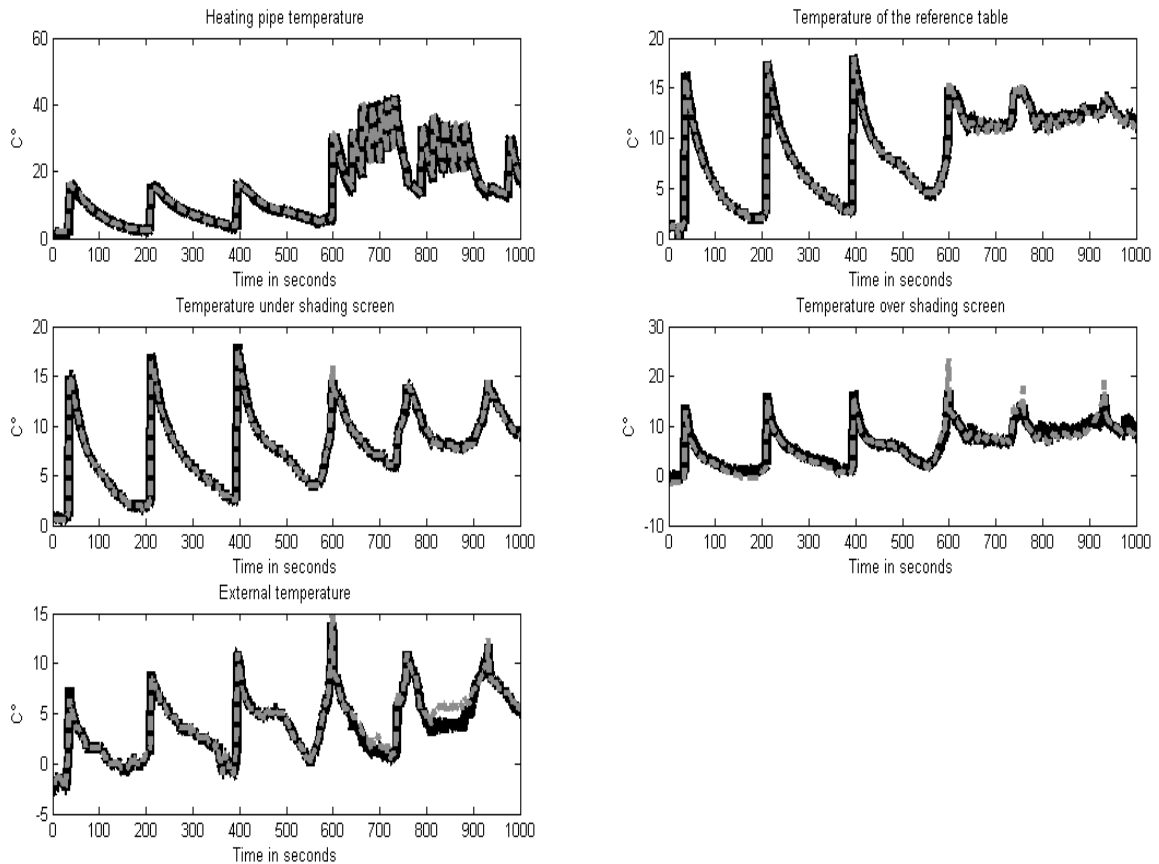 Heating pipe temperature
60
40
20
0
C°
0 100 200 300 400 500 600 700 800 900 1000
Time in seconds
Temperature of the reference table
20
15
10
5
0
C°
0 100 200 300 400 500 600 700 800 900 1000
Time in seconds
Temperature under shading screen
20
15
10
5
0
C°
0 100 200 300 400 500 600 700 800 900 1000
Time in seconds
Temperature over shading screen
30
20
10
0
-10
C°
0 100 200 300 400 500 600 700 800 900 1000
Time in seconds
External temperature
15
10
5
0
-5
C°
0 100 200 300 400 500 600 700 800 900 1000
Time in seconds